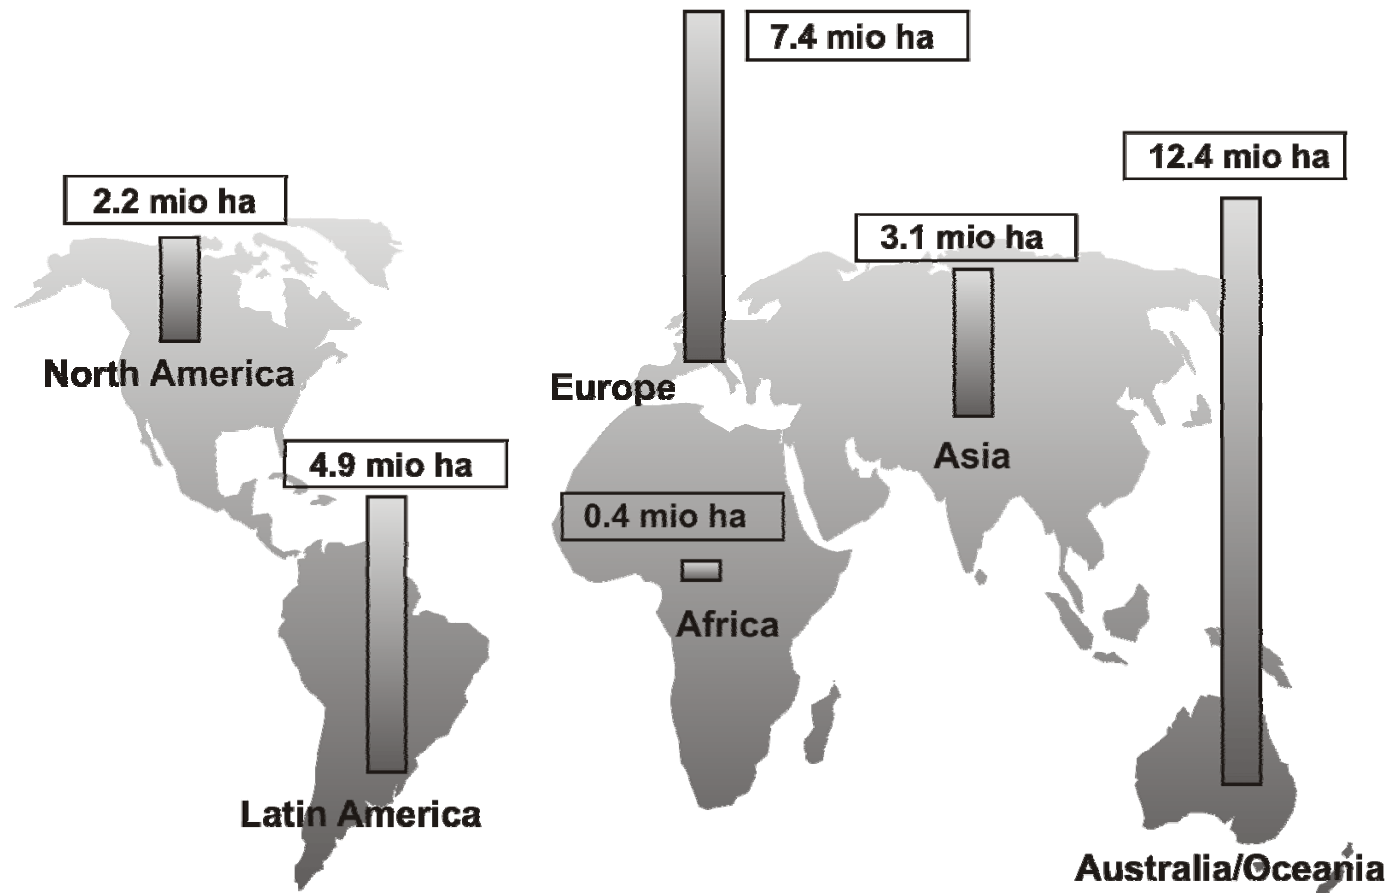 7.4 mio ha
12.4 mio ha
2.2 mio ha
3.1 mio ha
North America
Europe
4.9 mio ha
Asia
0.4 mio ha
Africa
Latin America
Australia/Oceania